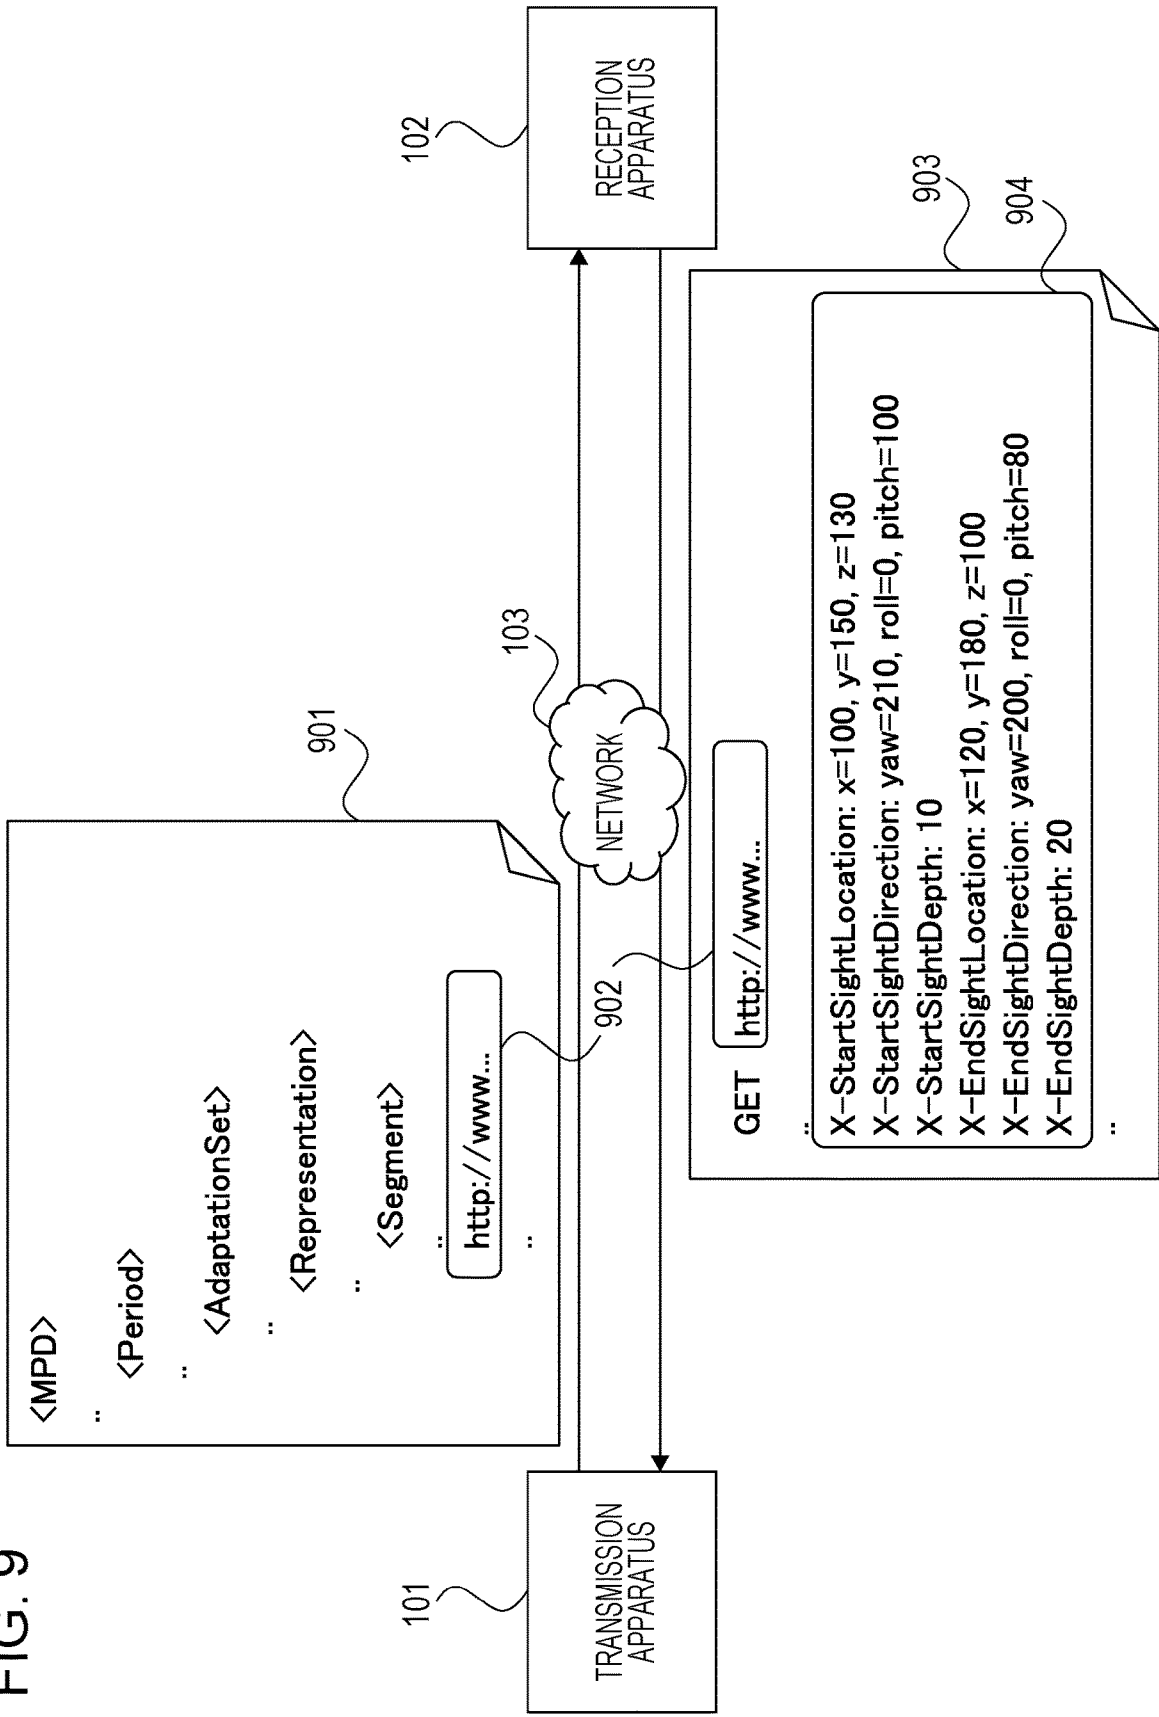 FIG. 9
<MPD>
..
<Period>
..
<AdaptationSet>
..
<Representation>
..
<Segment>
..
http://www...
..
901
902
101
TRANSMISSION
APPARATUS
103
NETWORK
102
RECEPTION
APPARATUS
GET http://www...
..
X-StartSightLocation: x=100, y=150, z=130
X-StartSightDirection: yaw=210, roll=0, pitch=100
X-StartSightDepth: 10
X-EndSightLocation: x=120, y=180, z=100
X-EndSightDirection: yaw=200, roll=0, pitch=80
X-EndSightDepth: 20
..
903
904